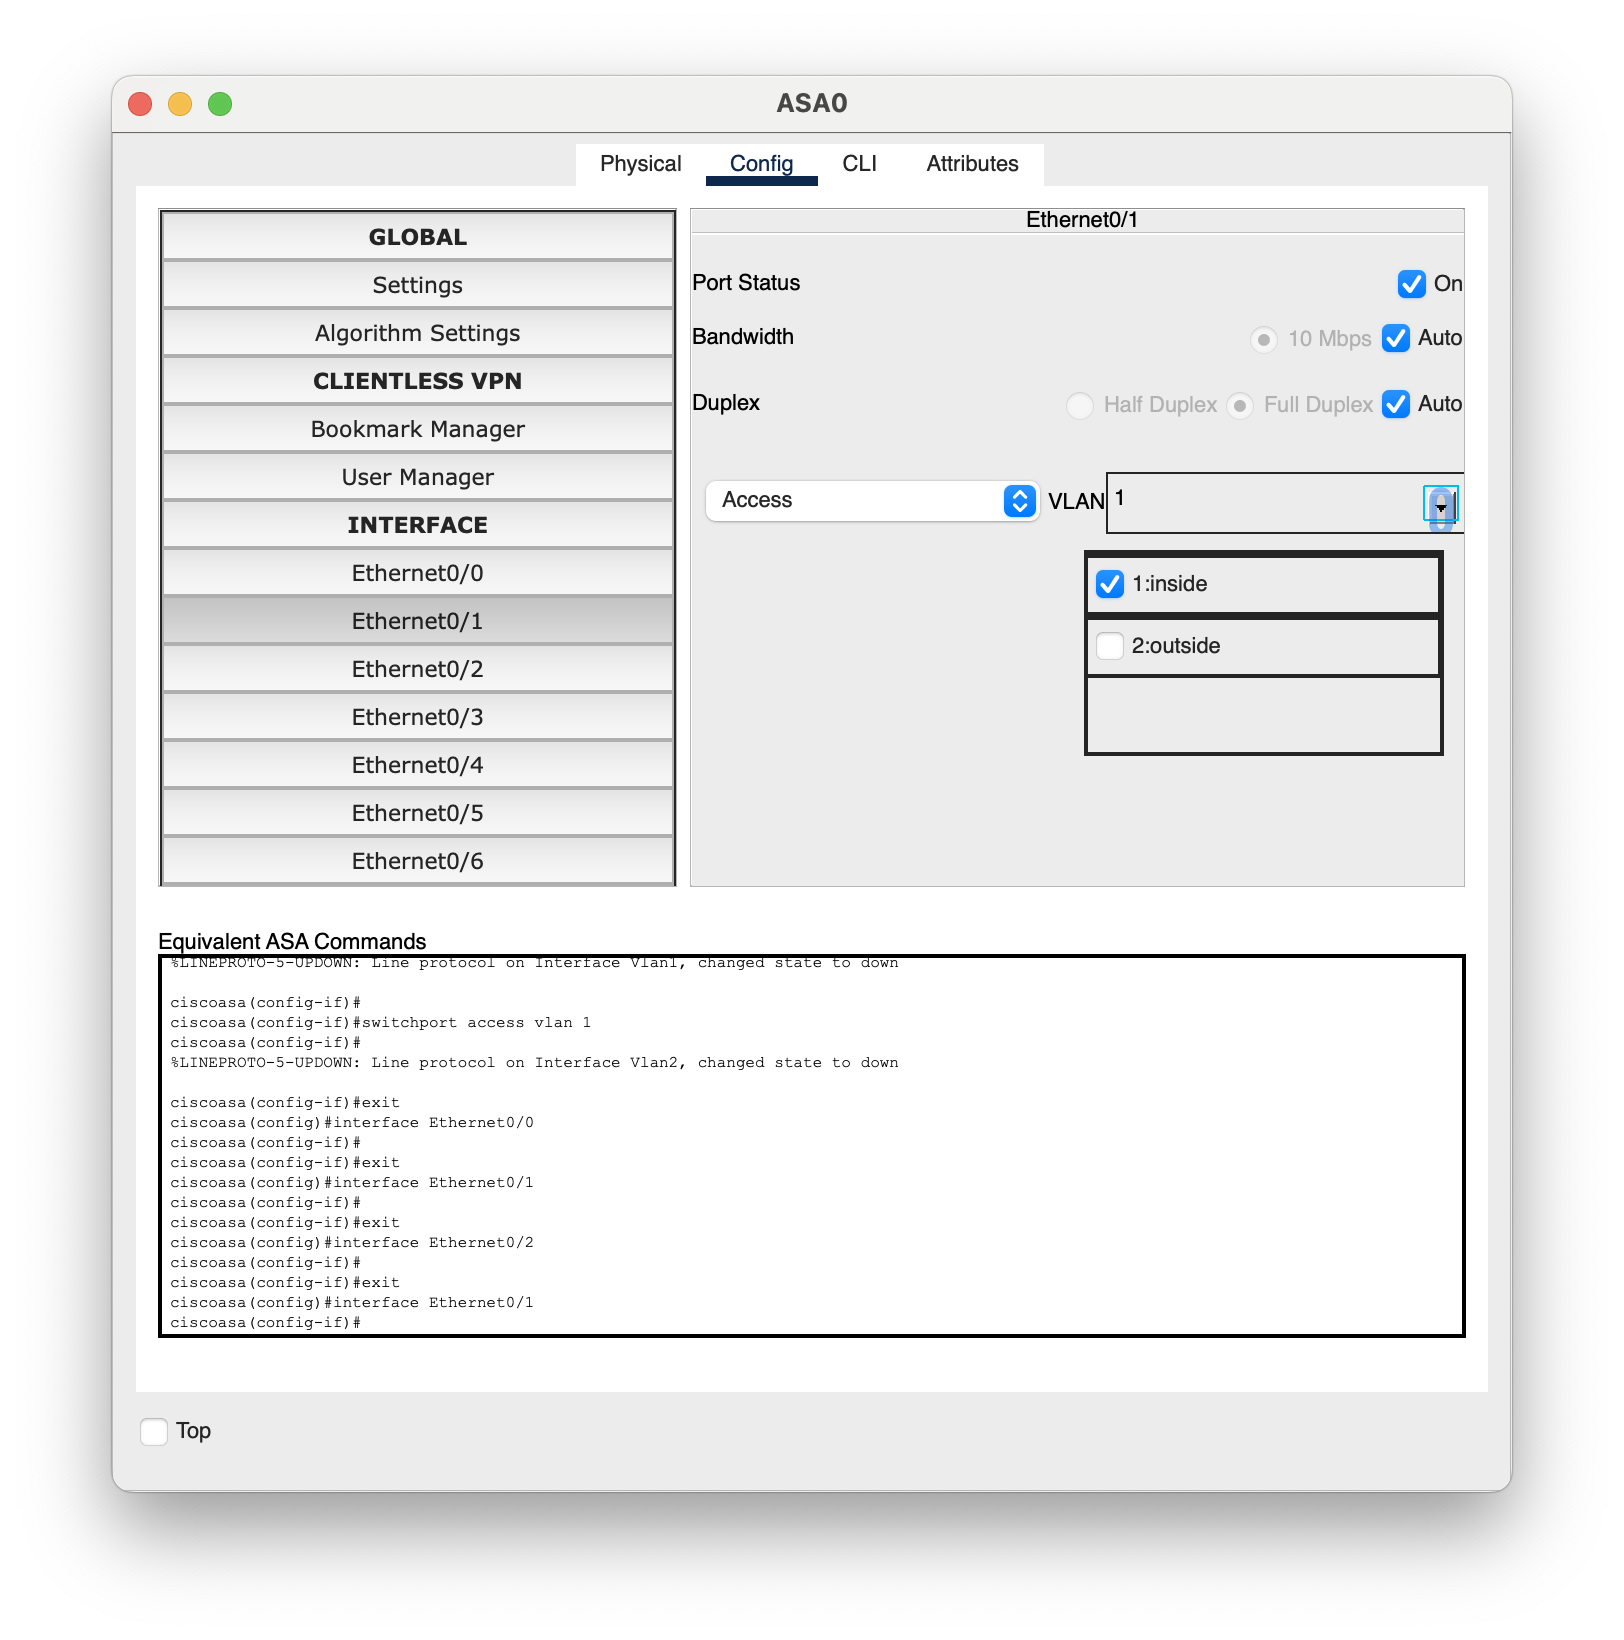 ASA0
Physical Config CLI Attributes
GLOBAL
Settings
Algorithm Settings
CLIENTLESS VPN
Bookmark Manager
User Manager
INTERFACE
Ethernet0/0
Ethernet0/1
Ethernet0/2
Ethernet0/3
Ethernet0/4
Ethernet0/5
Ethernet0/6
Ethernet0/1
Port Status On
Bandwidth 10 Mbps Auto
Duplex Half Duplex Full Duplex Auto
Access VLAN 1
1:inside
2:outside
Equivalent ASA Commands
%LINEPROTO-5-UPDOWN: Line protocol on Interface Vlan1, changed state to down
ciscoasa(config-if)#
ciscoasa(config-if)#switchport access vlan 1
ciscoasa(config-if)#
%LINEPROTO-5-UPDOWN: Line protocol on Interface Vlan2, changed state to down
ciscoasa(config-if)#exit
ciscoasa(config)#interface Ethernet0/0
ciscoasa(config-if)#
ciscoasa(config-if)#exit
ciscoasa(config)#interface Ethernet0/1
ciscoasa(config-if)#
ciscoasa(config-if)#exit
ciscoasa(config)#interface Ethernet0/2
ciscoasa(config-if)#
ciscoasa(config-if)#exit
ciscoasa(config)#interface Ethernet0/1
ciscoasa(config-if)#
Top